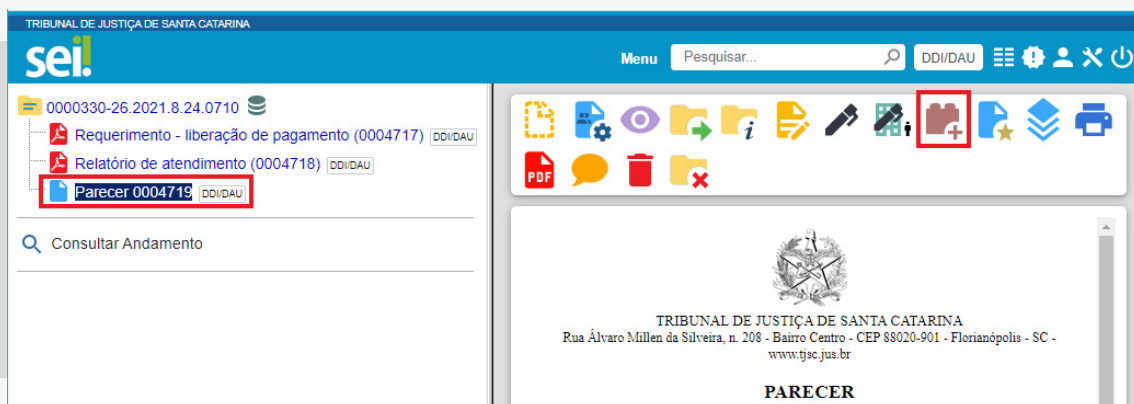 TRIBUNAL DE JUSTIÇA DE SANTA CATARINA
sei!
Menu Pesquisar... DDI/DAU
0000330-26.2021.8.24.0710
Requerimento - liberação de pagamento (0004717) DDI/DAU
Relatório de atendimento (0004718) DDI/DAU
Parecer 0004719 DDI/DAU
Consultar Andamento
PDF
TRIBUNAL DE JUSTIÇA DE SANTA CATARINA
Rua Álvaro Millen da Silveira, n. 208 - Bairro Centro - CEP 88020-901 - Florianópolis - SC -
www.tjsc.jus.br
PARECER